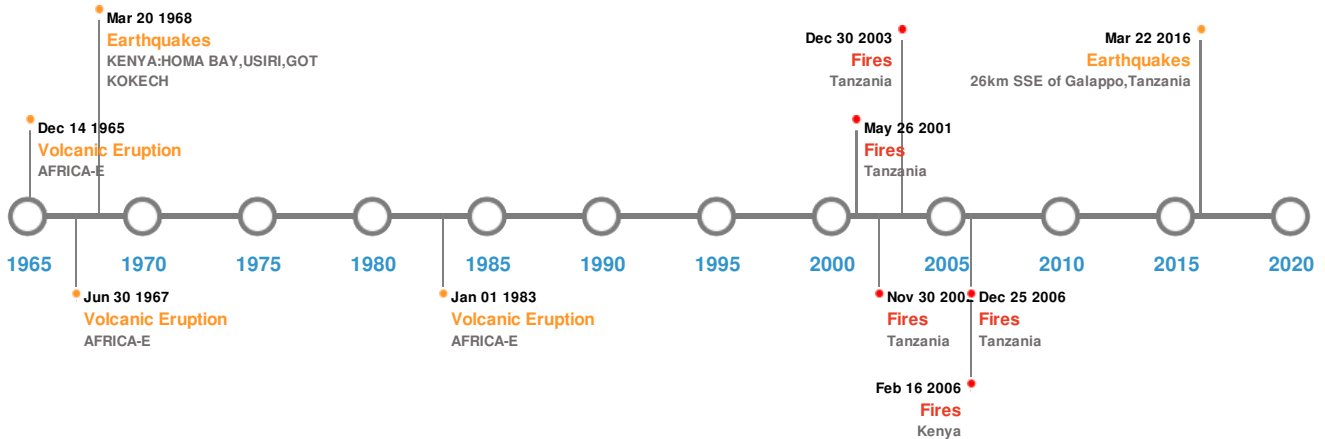 Mar 20 1968
Earthquakes
KENYA:HOMA BAY,USIRI,GOT
KOKECH
Dec 30 2003
Fires
Tanzania
Mar 22 2016
Earthquakes
26km SSE of Galappo,Tanzania
Dec 14 1965
Volcanic Eruption
AFRICA-E
May 26 2001
Fires
Tanzania
1965
1970
1975
1980
1985
1990
1995
2000
2005
2010
2015
2020
Jun 30 1967
Volcanic Eruption
AFRICA-E
Jan 01 1983
Volcanic Eruption
AFRICA-E
Nov 30 2002
Fires
Tanzania
Dec 25 2006
Fires
Tanzania
Feb 16 2006
Fires
Kenya